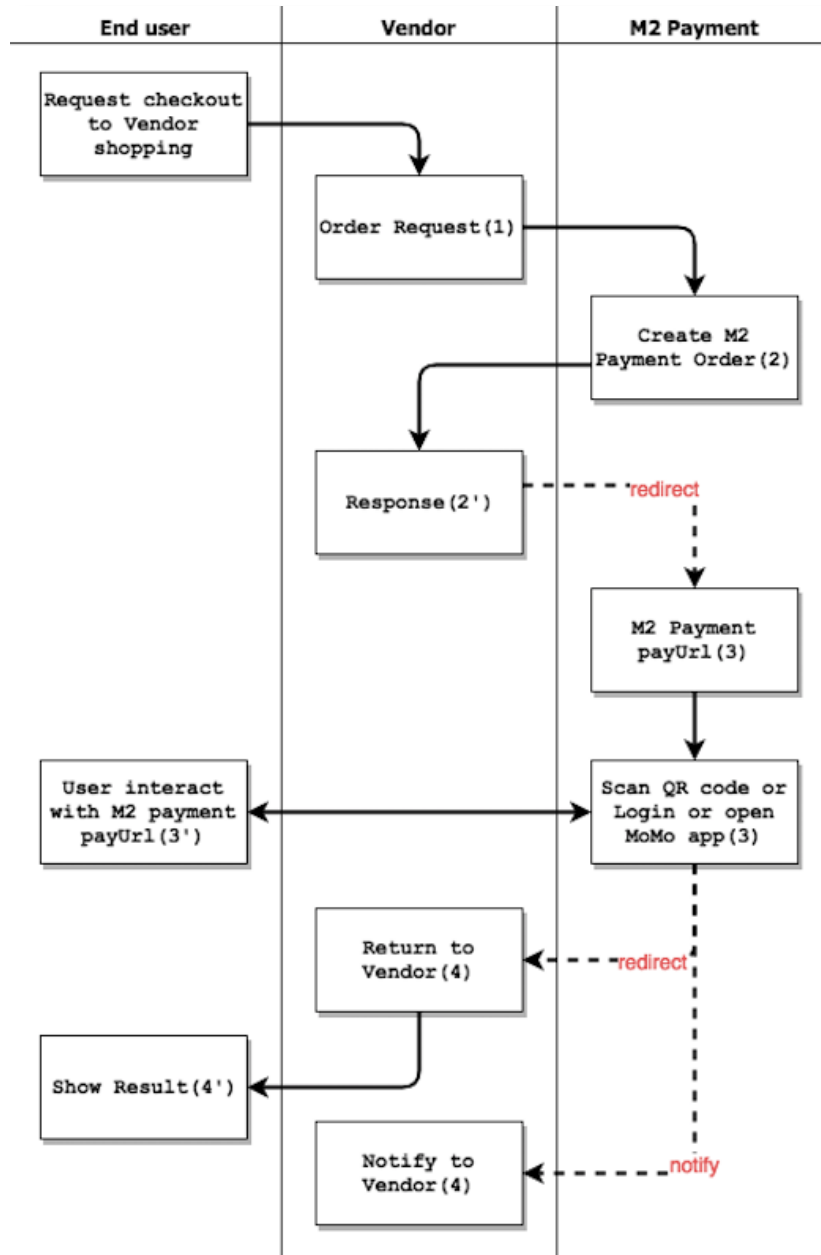 End user
Vendor
M2 Payment
Request checkout
to Vendor
shopping
Order Request(1)
Create M2
Payment Order(2)
Response(2')
redirect
M2 Payment
payUrl(3)
User interact
with M2 payment
payUrl(3')
Scan QR code or
Login or open
MoMo app(3)
Return to
Vendor(4)
redirect
Show Result(4')
Notify to
Vendor(4)
notify